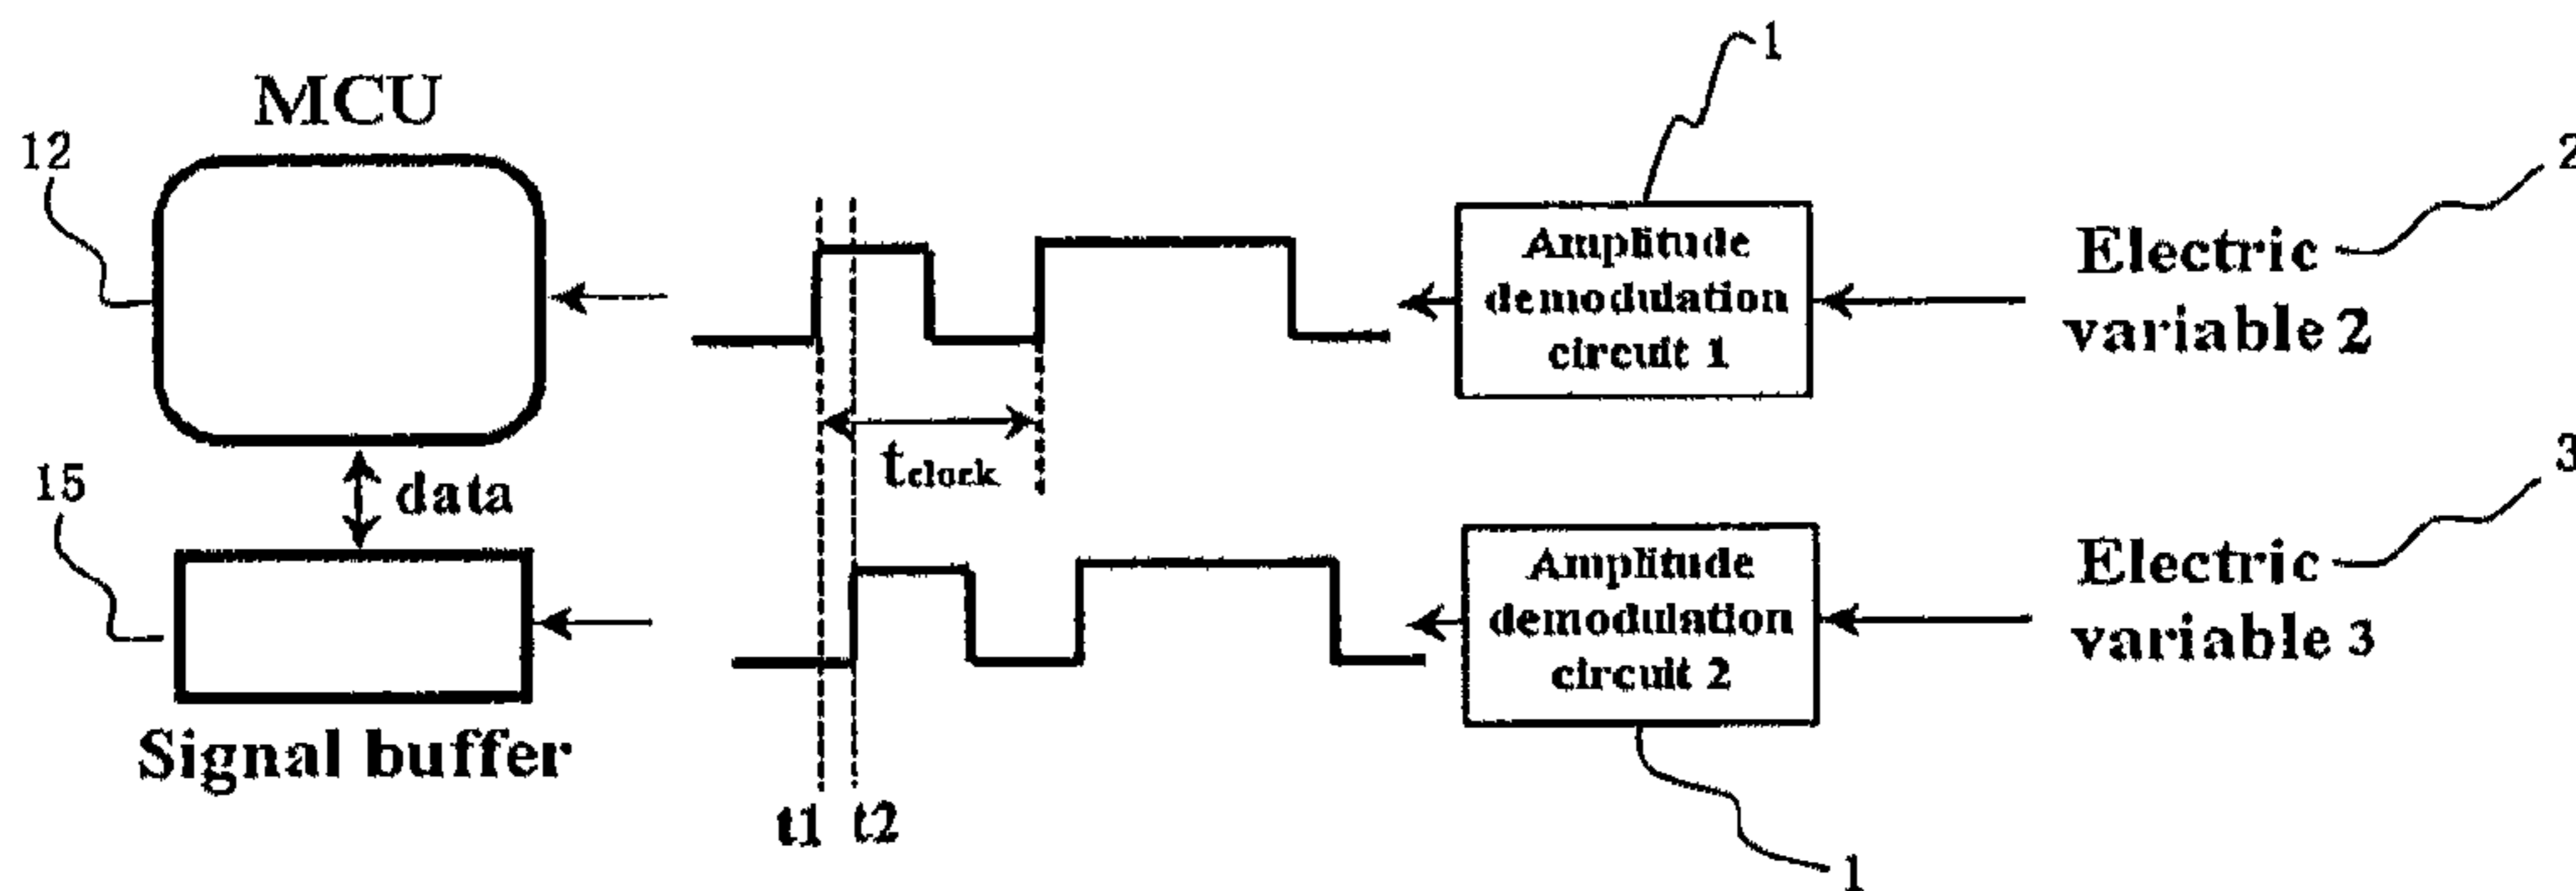 MCU
12
1
2
Amplitude
demodulation
circuit 1
Electric
variable 2
tclock
data
15
3
Amplitude
demodulation
circuit 2
Electric
variable 3
Signal buffer
t1 t2
1